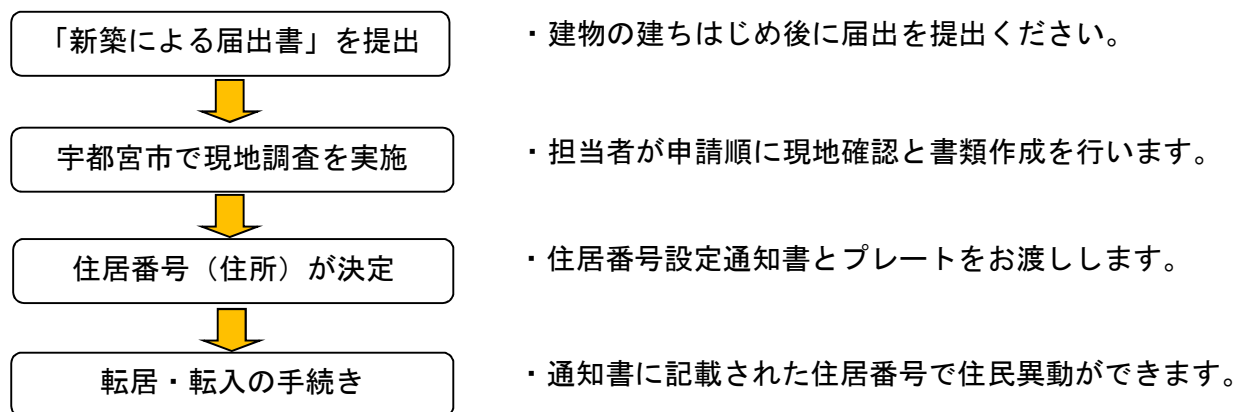 「新築による届出書」を提出
・建物の建ちはじめ後に届出を提出ください。
宇都宮市で現地調査を実施
・担当者が申請順に現地確認と書類作成を行います。
住居番号（住所）が決定
・住居番号設定通知書とプレートをお渡しします。
転居・転入の手続き
・通知書に記載された住居番号で住民異動ができます。